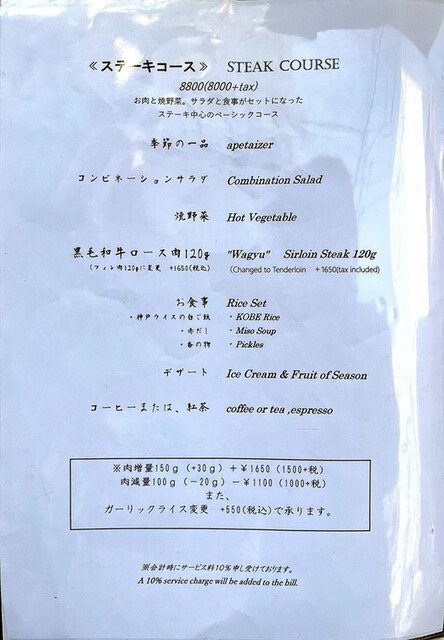 ≪ステーキコース≫ STEAK COURSE
8800(8000+tax)
お肉と焼野菜。サラダと食事がセットになった
ステーキ中心のベーシックコース
季節の一品 apetaizer
コンビネーションサラダ Combination Salad
焼野菜 Hot Vegetable
黒毛和牛ロース肉120g "Wagyu" Sirloin Steak 120g
(フィレ肉120gに変更 +1650(税込) (Changed to Tenderloin +1650(tax included)
お食事 Rice Set
・神戸ライスの白ご飯 ・KOBE Rice
・赤だし ・Miso Soup
・香の物 ・Pickles
デザート Ice Cream & Fruit of Season
コーヒーまたは、紅茶 coffee or tea ,espresso
※肉増量150g (+30g) +¥1650 (1500+税)
肉減量100g (-20g) -¥1100 (1000+税)
また、
ガーリックライス変更 +550(税込)で承ります。
※会計時にサービス料10%申し受けております。
A 10% service charge will be added to the bill.